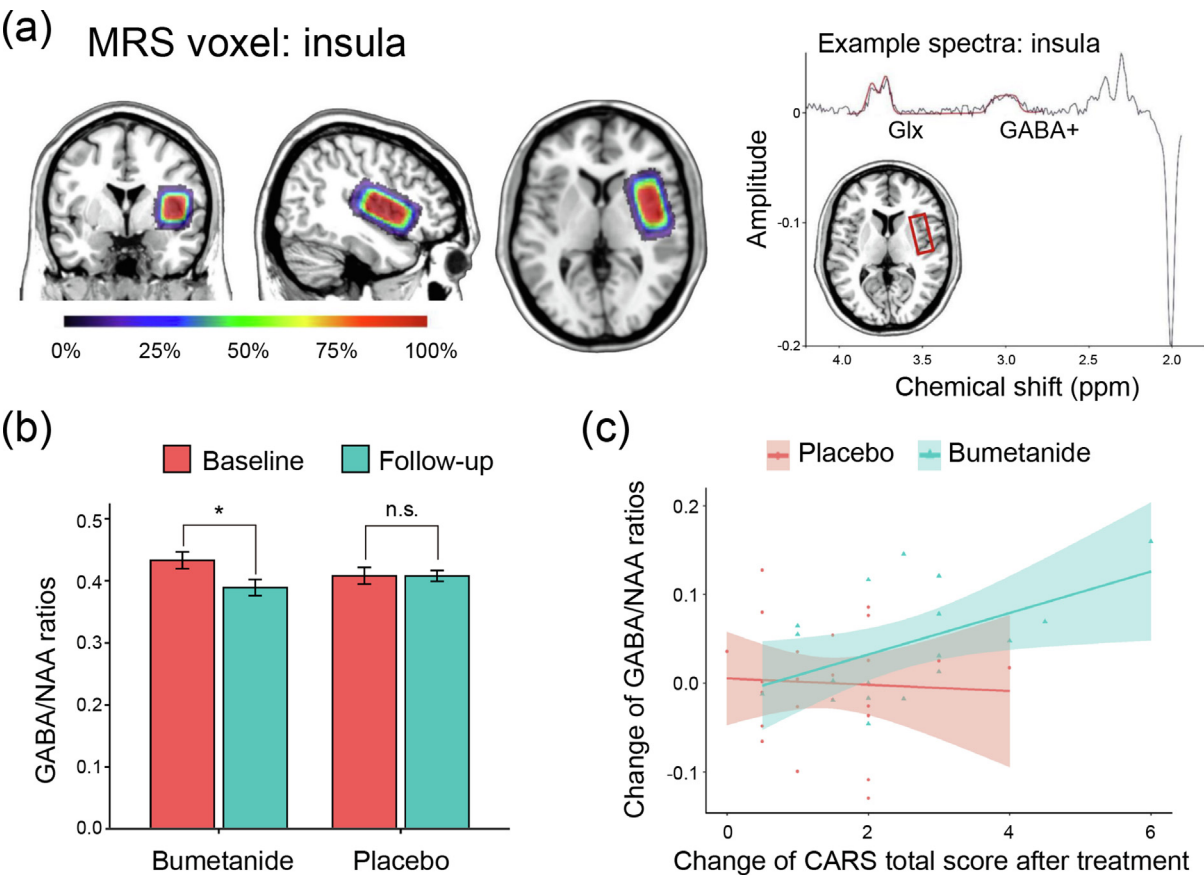 (a) MRS voxel: insula
0% 25% 50% 75% 100%
Example spectra: insula
Amplitude
0
-0.1
-0.2
Glx GABA+
4.0 3.5 3.0 2.5 2.0
Chemical shift (ppm)
(b)
Baseline Follow-up
GABA/NAA ratios
0.5
0.4
0.3
0.2
0.1
0.0
* n.s.
Bumetanide Placebo
(c)
Placebo Bumetanide
Change of GABA/NAA ratios
0.2
0.1
0.0
-0.1
0 2 4 6
Change of CARS total score after treatment